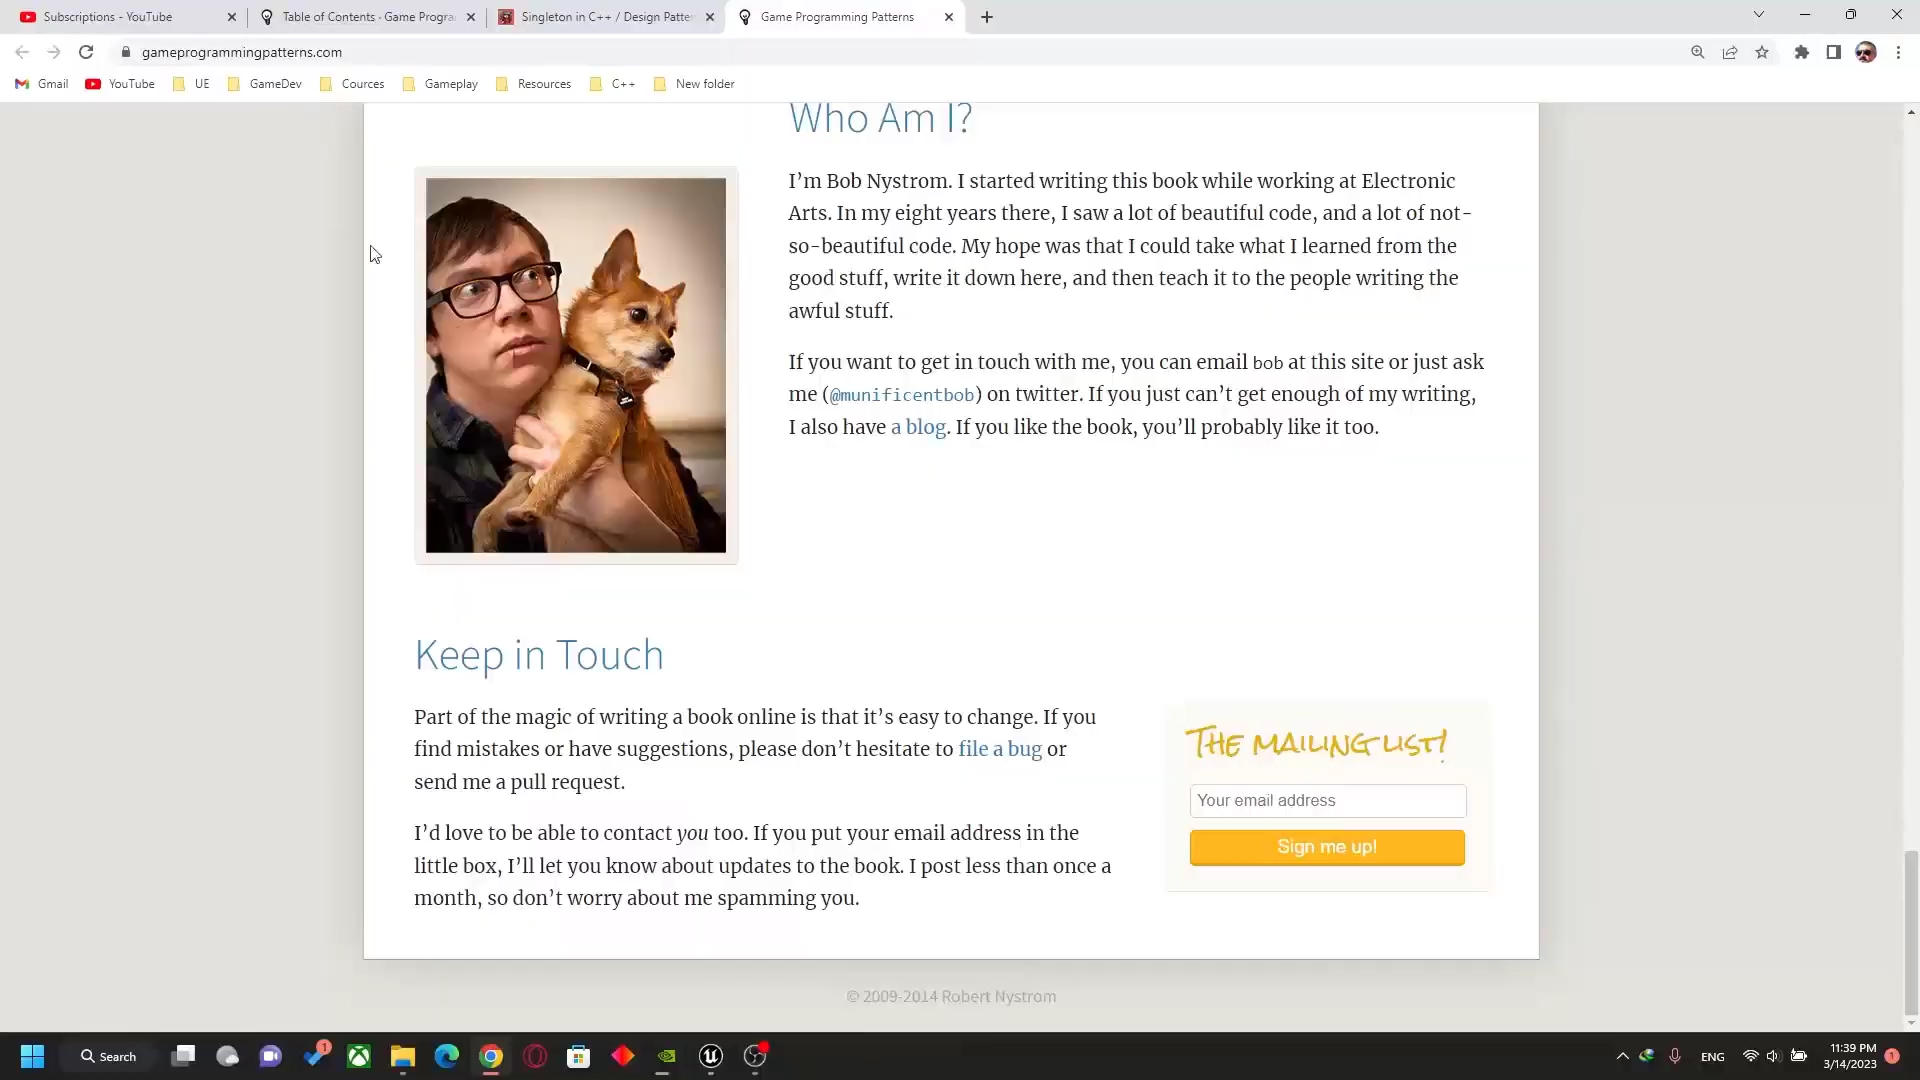 Subscriptions - YouTube
Table of Contents · Game Progra
Singleton in C++ / Design Patte
Game Programming Patterns
gameprogrammingpatterns.com
Gmail
YouTube
UE
GameDev
Cources
Gameplay
Resources
C++
New folder
Who Am I?
I’m Bob Nystrom. I started writing this book while working at Electronic
Arts. In my eight years there, I saw a lot of beautiful code, and a lot of not-
so-beautiful code. My hope was that I could take what I learned from the
good stuff, write it down here, and then teach it to the people writing the
awful stuff.
If you want to get in touch with me, you can email bob at this site or just ask
me (@munificentbob) on twitter. If you just can’t get enough of my writing,
I also have a blog. If you like the book, you’ll probably like it too.
Keep in Touch
Part of the magic of writing a book online is that it’s easy to change. If you
find mistakes or have suggestions, please don’t hesitate to file a bug or
send me a pull request.
I’d love to be able to contact you too. If you put your email address in the
little box, I’ll let you know about updates to the book. I post less than once a
month, so don’t worry about me spamming you.
The mailing list!
Your email address
Sign me up!
© 2009-2014 Robert Nystrom
Search
1
ENG
11:39 PM
3/14/2023
1